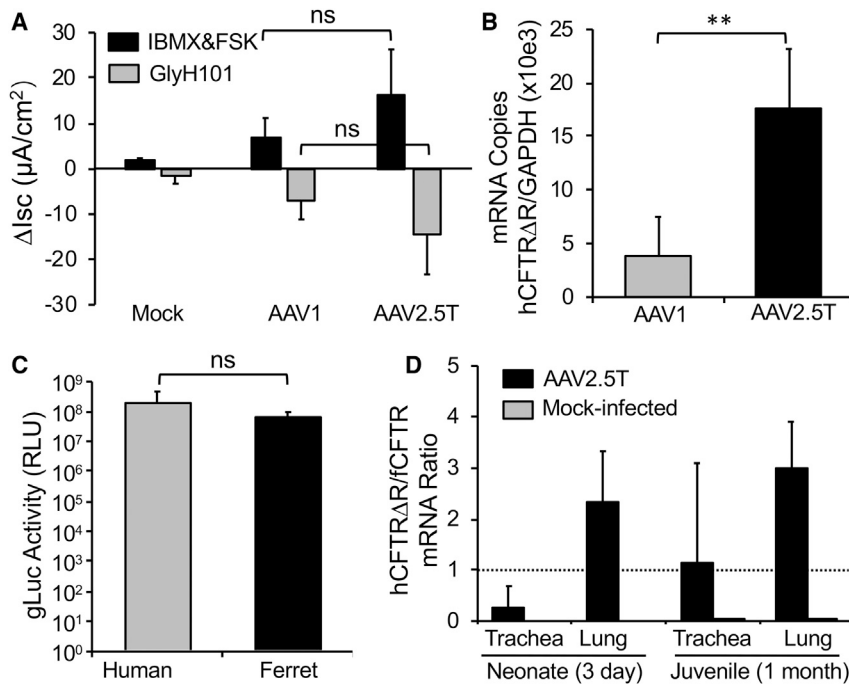 A
ns
IBMX&FSK
GlyH101
ns
ΔIsc (µA/cm²)
30
20
10
0
-10
-20
-30
Mock
AAV1
AAV2.5T
B
**
mRNA Copies
hCFTRΔR/GAPDH (x10e3)
25
20
15
10
5
0
AAV1
AAV2.5T
C
ns
gLuc Activity (RLU)
10⁹
10⁸
10⁷
10⁶
10⁵
10⁴
10³
10²
10¹
10⁰
Human
Ferret
D
AAV2.5T
Mock-infected
hCFTRΔR/fCFTR
mRNA Ratio
5
4
3
2
1
0
Trachea
Lung
Trachea
Lung
Neonate (3 day)
Juvenile (1 month)